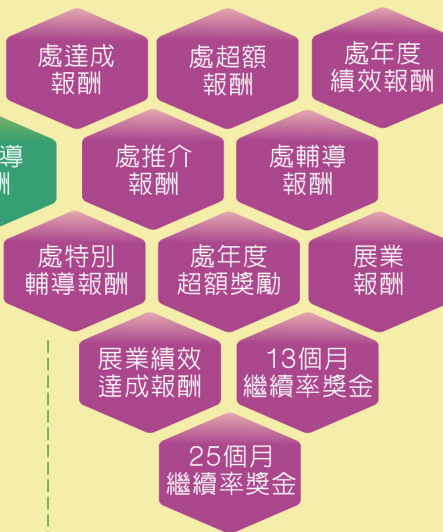 處達成
報酬
處超額
報酬
處年度
績效報酬
導
酬
處推介
報酬
處輔導
報酬
處特別
輔導報酬
處年度
超額獎勵
展業
報酬
展業績效
達成報酬
13個月
繼續率獎金
25個月
繼續率獎金